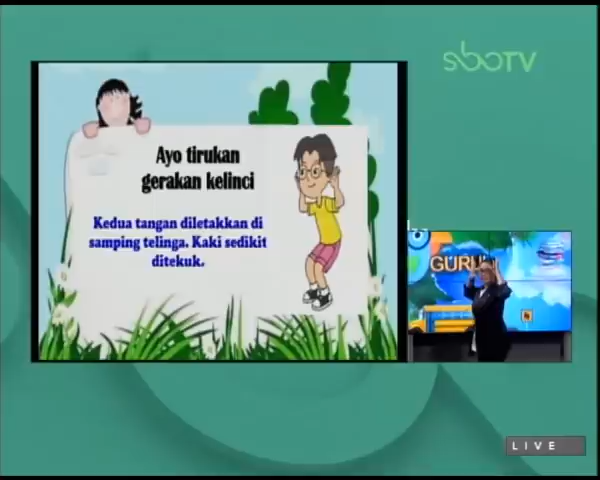 sboTV
Ayo tirukan
gerakan kelinci
Kedua tangan diletakkan di
samping telinga. Kaki sedikit
ditekuk.
GURU
LIVE